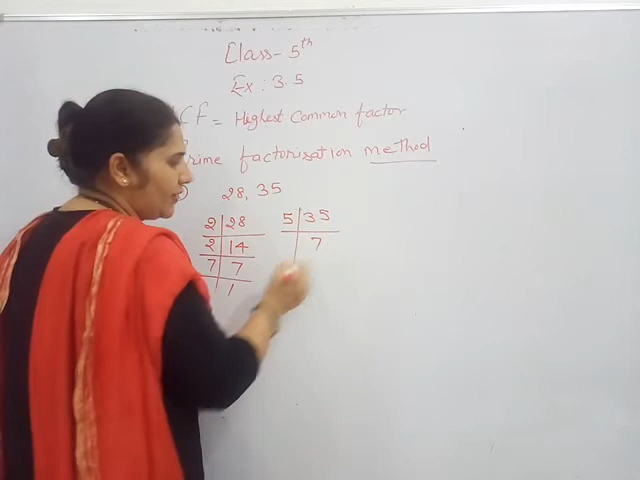 Class - 5th
Ex : 3.5
CF = Highest Common factor
rime factorisation method
28, 35
2 28
2 14
7 7
1
5 35
7